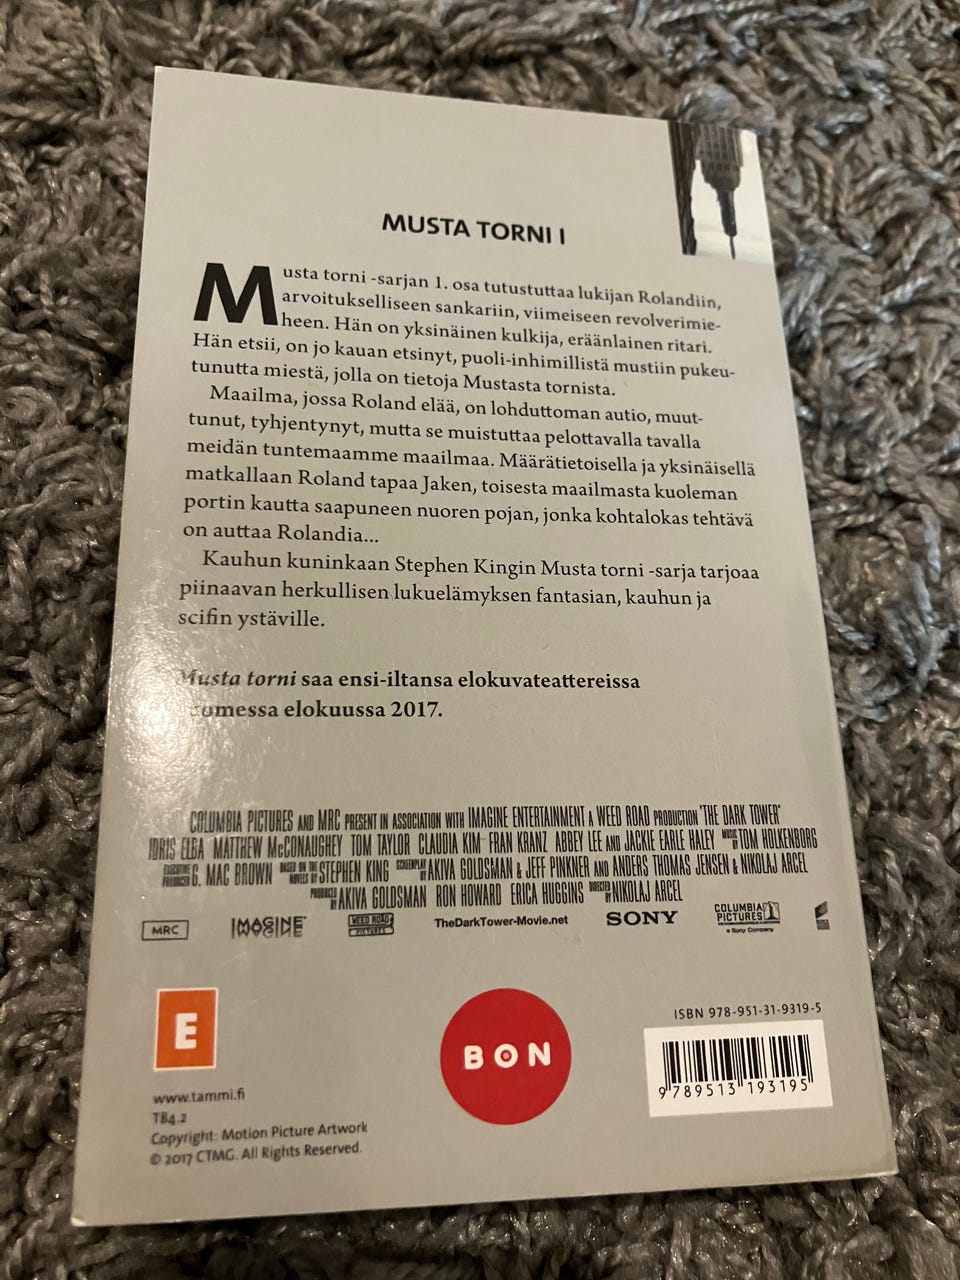 MUSTA TORNI I
Musta torni -sarjan 1. osa tutustuttaa lukijan Rolandiin,
arvoitukselliseen sankariin, viimeiseen revolverimie-
heen. Hän on yksinäinen kulkija, eräänlainen ritari.
Hän etsii, on jo kauan etsinyt, puoli-inhimillistä mustiin pukeu-
tunutta miestä, jolla on tietoja Mustasta tornista.
Maailma, jossa Roland elää, on lohduttoman autio, muut-
tunut, tyhjentynyt, mutta se muistuttaa pelottavalla tavalla
meidän tuntemaamme maailmaa. Määrätietoisella ja yksinäisellä
matkallaan Roland tapaa Jaken, toisesta maailmasta kuoleman
portin kautta saapuneen nuoren pojan, jonka kohtalokas tehtävä
on auttaa Rolandia...
Kauhun kuninkaan Stephen Kingin Musta torni -sarja tarjoaa
piinaavan herkullisen lukuelämyksen fantasian, kauhun ja
scifin ystäville.
Musta torni saa ensi-iltansa elokuvateattereissa
Suomessa elokuussa 2017.
COLUMBIA PICTURES AND MRC PRESENT IN ASSOCIATION WITH IMAGINE ENTERTAINMENT A WEED ROAD PRODUCTION "THE DARK TOWER"
IDRIS ELBA MATTHEW McCONAUGHEY TOM TAYLOR CLAUDIA KIM FRAN KRANZ ABBEY LEE AND JACKIE EARLE HALEY MUSIC BY TOM HOLKENBORG
EXECUTIVE PRODUCER G. MAC BROWN BASED ON THE NOVELS BY STEPHEN KING SCREENPLAY BY AKIVA GOLDSMAN & JEFF PINKNER AND ANDERS THOMAS JENSEN & NIKOLAJ ARCEL
PRODUCED BY AKIVA GOLDSMAN RON HOWARD ERICA HUGGINS DIRECTED BY NIKOLAJ ARCEL
MRC IMAGINE WEED ROAD PICTURES TheDarkTower-Movie.net SONY COLUMBIA PICTURES a Sony Company
E
BON
ISBN 978-951-31-9319-5
9 789513 193195
www.tammi.fi
T84.2
Copyright: Motion Picture Artwork
© 2017 CTMG. All Rights Reserved.